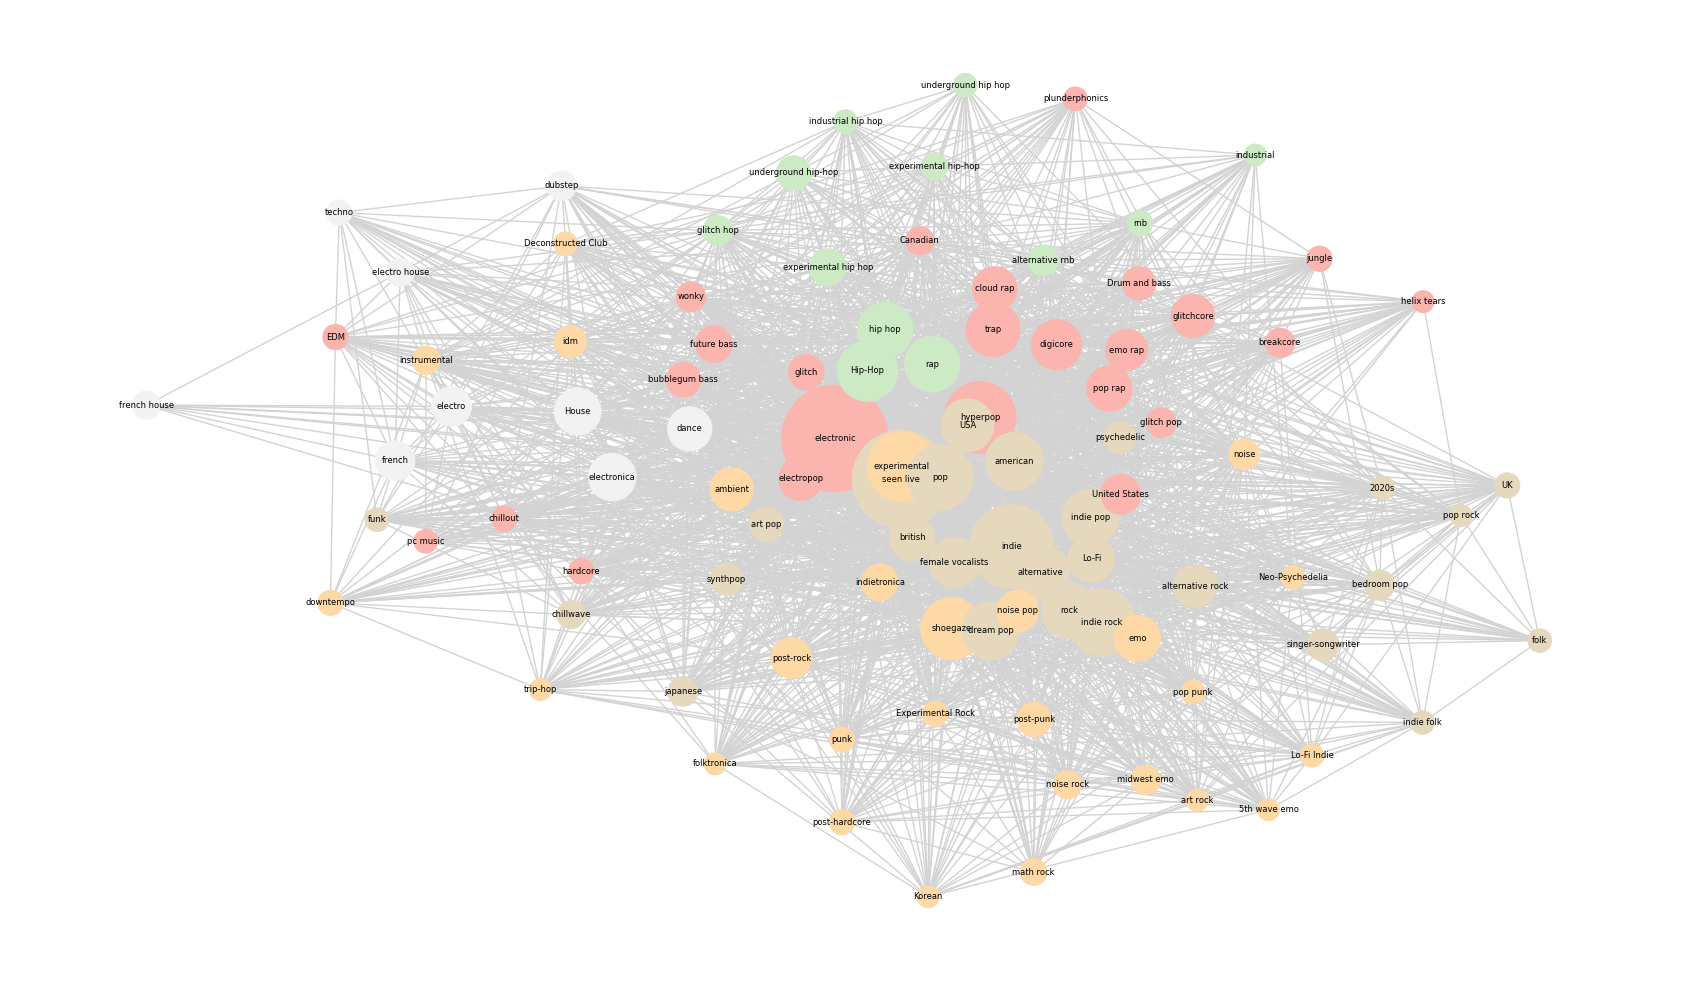 underground hip hop
plunderphonics
industrial hip hop
industrial
experimental hip-hop
underground hip-hop
dubstep
techno
rnb
glitch hop
Canadian
Deconstructed Club
jungle
alternative rnb
experimental hip hop
electro house
Drum and bass
cloud rap
wonky
helix tears
glitchcore
hip hop
trap
EDM
idm
breakcore
future bass
digicore
emo rap
instrumental
rap
Hip-Hop
glitch
bubblegum bass
pop rap
french house
electro
House
hyperpop
glitch pop
USA
dance
electronic
psychedelic
noise
french
american
experimental
electronica
electropop
seen live
pop
UK
2020s
ambient
United States
pop rock
indie pop
chillout
funk
art pop
british
pc music
indie
Lo-Fi
female vocalists
hardcore
alternative
Neo-Psychedelia
synthpop
indietronica
bedroom pop
alternative rock
downtempo
noise pop
rock
chillwave
indie rock
shoegaze
dream pop
emo
folk
singer-songwriter
post-rock
trip-hop
japanese
pop punk
Experimental Rock
post-punk
indie folk
punk
Lo-Fi Indie
folktronica
midwest emo
noise rock
art rock
5th wave emo
post-hardcore
math rock
Korean